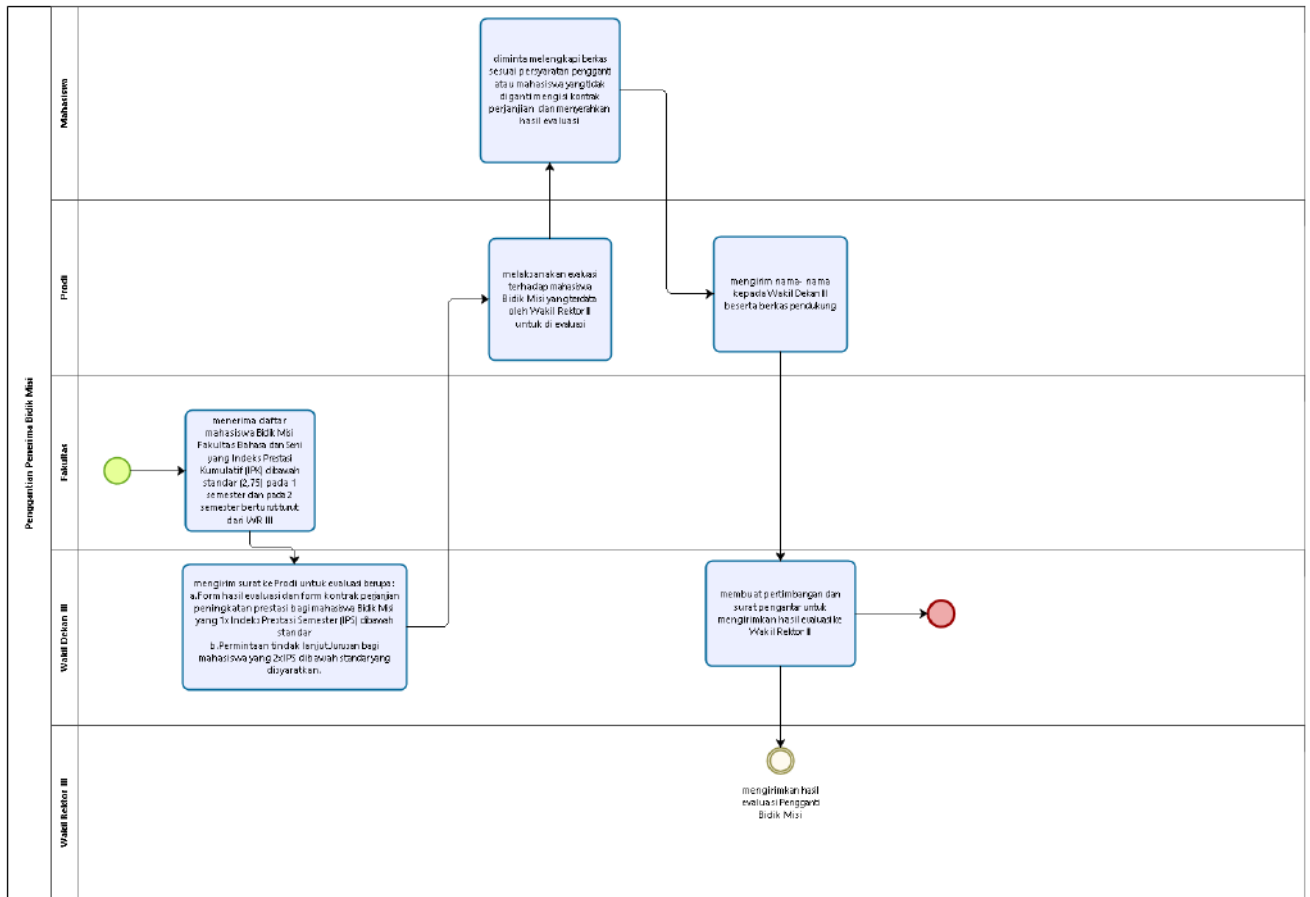 Penggantian Penerima Bidik Misi
Mahasiswa
diminta melengkapi berkas
sesuai persyaratan pengganti
atau mahasiswa yang tidak
diganti mengisi kontrak
perjanjian dan menyerahkan
hasil evaluasi
Prodi
melaksanakan evaluasi
terhadap mahasiswa
Bidik Misi yang terdata
oleh Wakil Rektor II
untuk di evaluasi
mengirim nama- nama
kepada Wakil Dekan III
beserta berkas pendukung
Fakultas
menerima daftar
mahasiswa Bidik Misi
Fakultas Bahasa dan Seni
yang Indeks Prestasi
Kumulatif (IPK) dibawah
standar (2,75) pada 1
semester dan pada 2
semester berturut turut
dari WR III
Wakil Dekan III
mengirim surat ke Prodi untuk evaluasi berupa:
a.Form hasil evaluasi dan form kontrak perjanjian
peningkatan prestasi bagi mahasiswa Bidik Misi
yang 1x Indeks Prestasi Semester (IPS) dibawah
standar
b.Permintaan tindak lanjut Jurusan bagi
mahasiswa yang 2xIPS dibawah standar yang
disyaratkan.
membuat pertimbangan dan
surat pengantar untuk
mengirimkan hasil evaluasi ke
Wakil Rektor II
Wakil Rektor III
mengirimkan hasil
evaluasi Pengganti
Bidik Misi